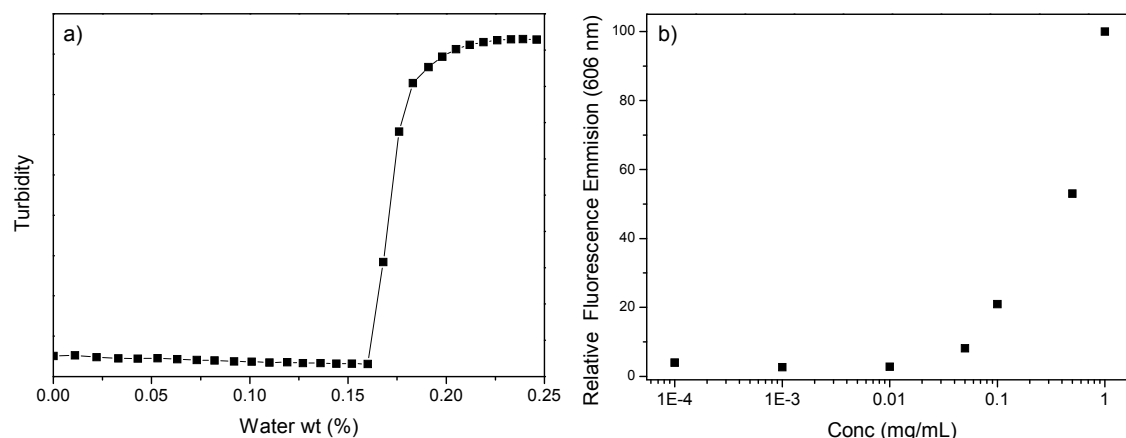 a)
Turbidity
0.00 0.05 0.10 0.15 0.20 0.25
Water wt (%)
b)
Relative Fluorescence Emmision (606 nm)
100
80
60
40
20
0
1E-4 1E-3 0.01 0.1 1
Conc (mg/mL)